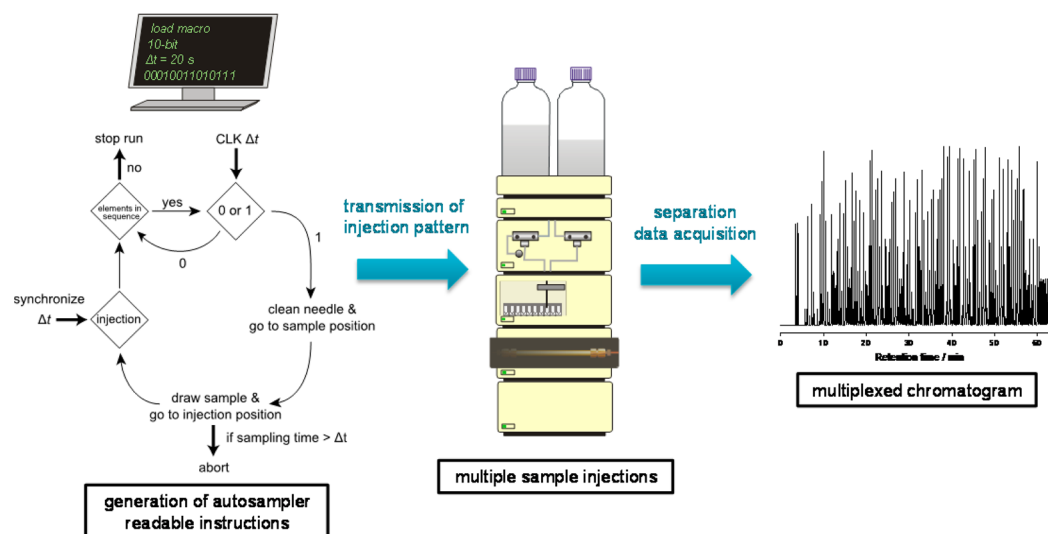 load macro
10-bit
Δt = 20 s
00010011010111
stop run
CLK Δt
no
elements in
sequence
yes
0 or 1
0
1
synchronize
Δt
injection
clean needle &
go to sample position
draw sample &
go to injection position
if sampling time > Δt
abort
generation of autosampler
readable instructions
transmission of
injection pattern
multiple sample injections
separation
data acquisition
0 10 20 30 40 50 60
Retention time / min
multiplexed chromatogram